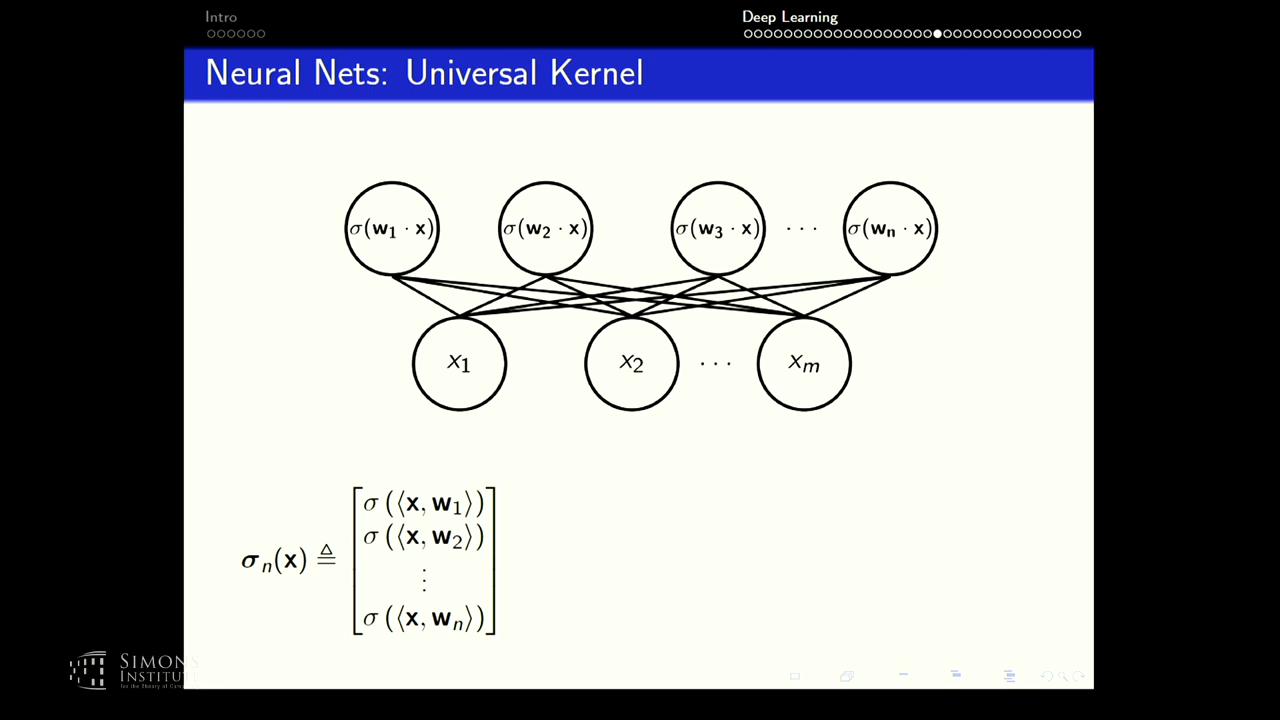 Intro
Deep Learning
Neural Nets: Universal Kernel
σ(w₁ · x) σ(w₂ · x) σ(w₃ · x) · · · σ(wₙ · x)
x₁ x₂ · · · xₘ
σₙ(x) ≜ [σ (⟨x, w₁⟩)
σ (⟨x, w₂⟩)
⋮
σ (⟨x, wₙ⟩)]
SIMONS
INSTITUTE